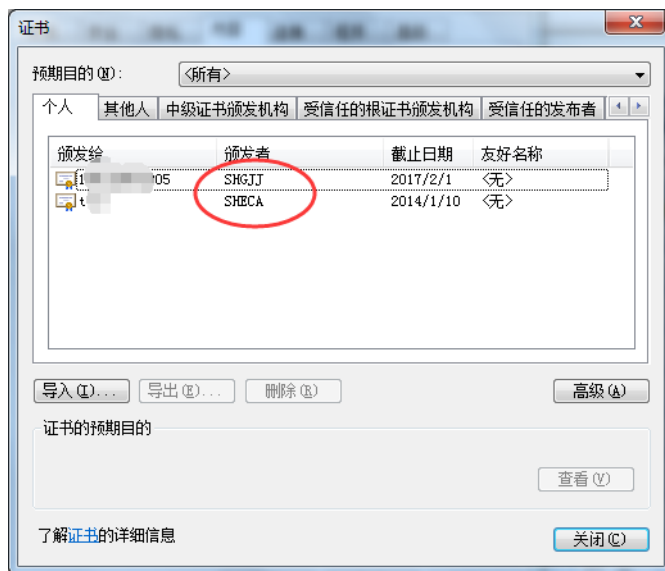 证书
预期目的(N): <所有>
个人 其他人 中级证书颁发机构 受信任的根证书颁发机构 受信任的发布者
颁发给 颁发者 截止日期 友好名称
1 05 SHGJJ 2017/2/1 <无>
t SHECA 2014/1/10 <无>
导入(I)... 导出(E)... 删除(R) 高级(A)
证书的预期目的
查看(V)
了解证书的详细信息
关闭(C)